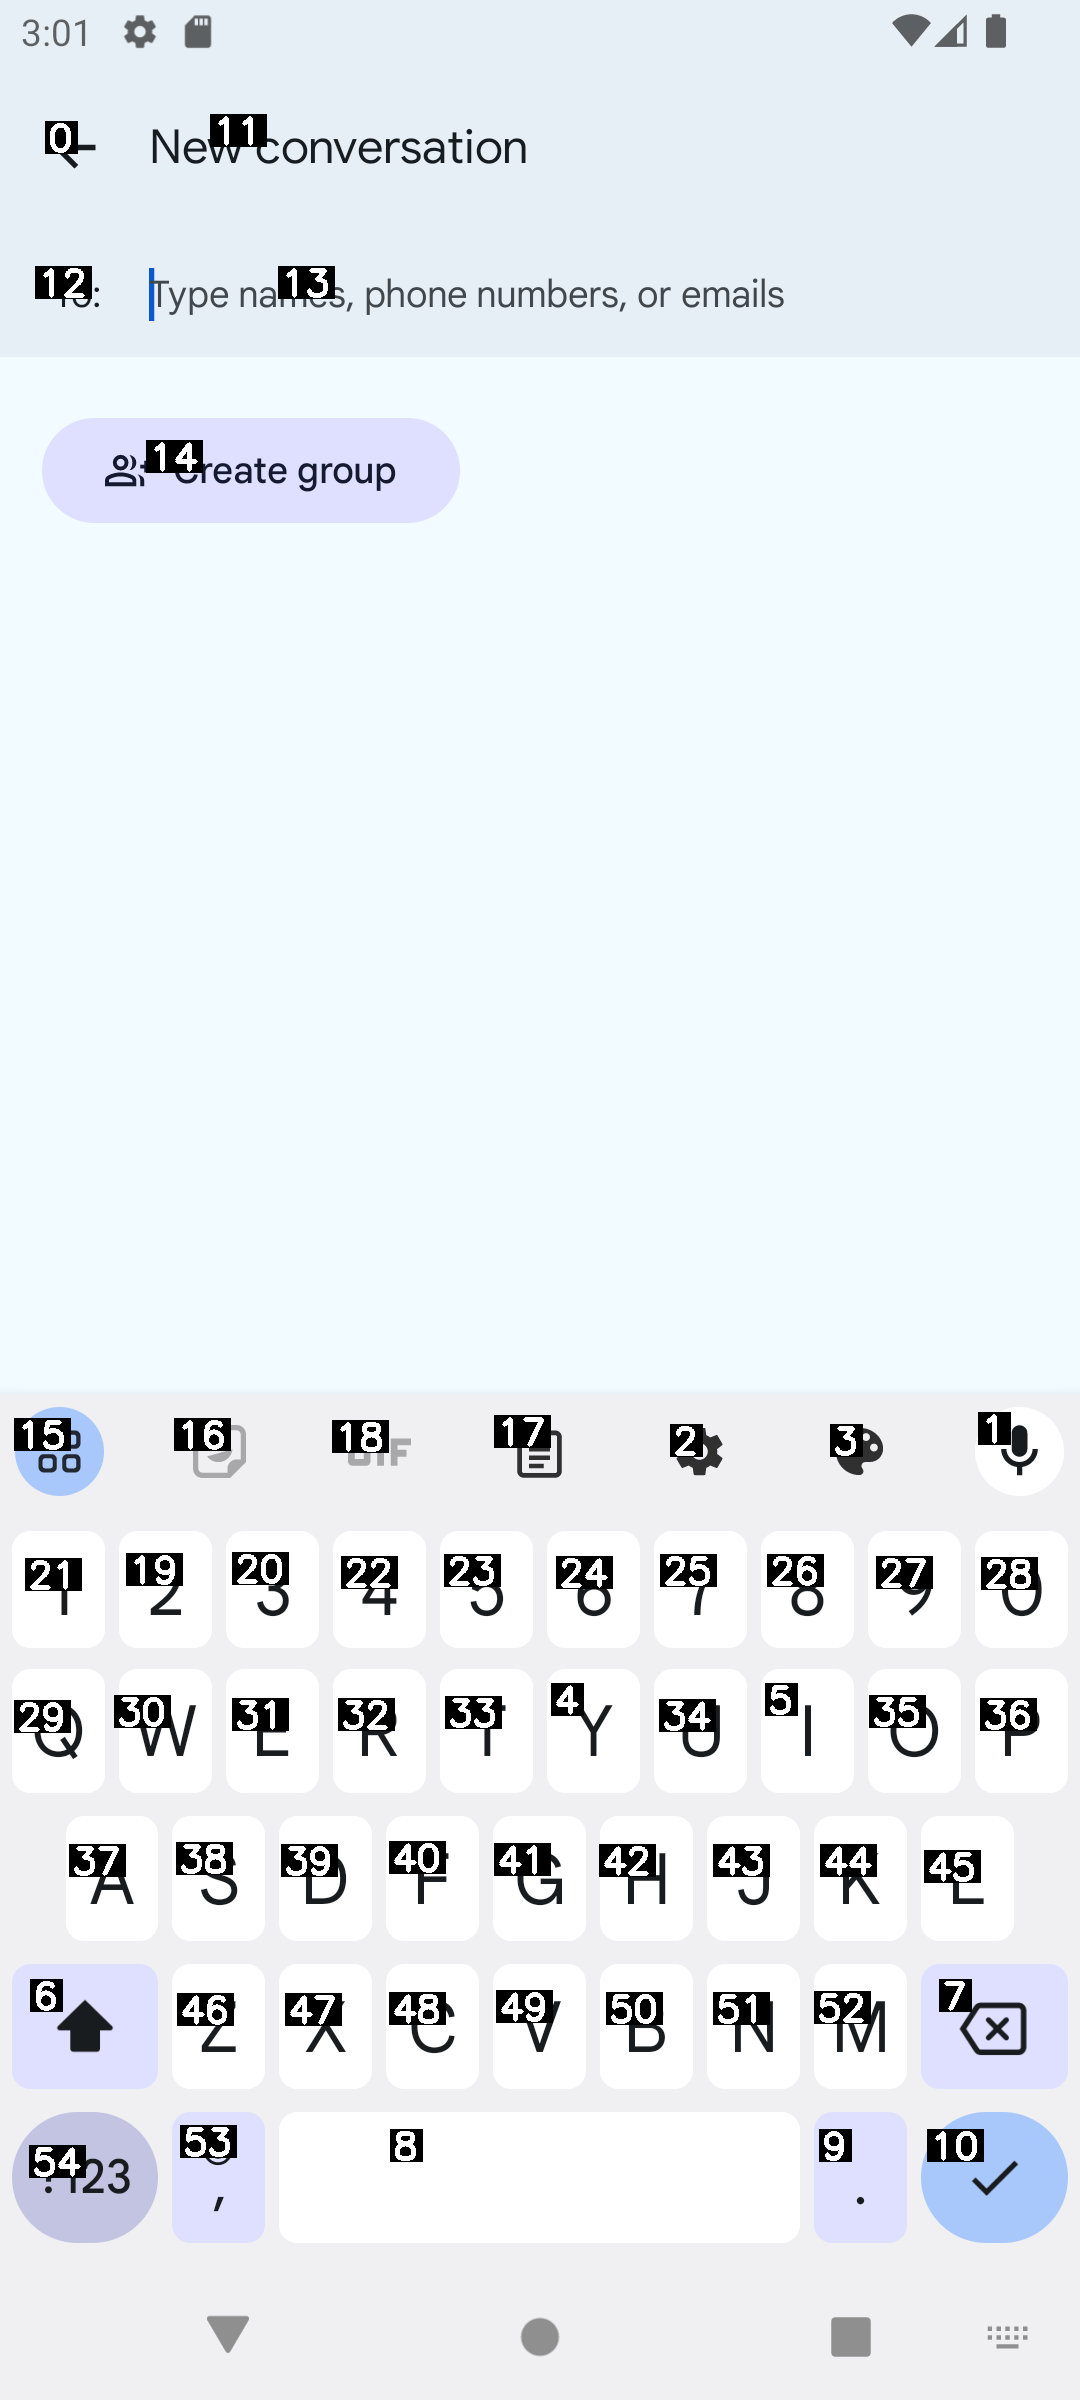 3:01
0 New conversation 11
12 To: Type names, phone numbers, or emails 13
14 Create group
15 16 18 GIF 17 2 3 1
21 1 19 2 20 3 22 4 23 5 24 6 25 7 26 8 27 9 28 0
29 Q 30 W 31 E 32 R 33 T 4 Y 34 U 5 I 35 O 36 P
37 A 38 S 39 D 40 F 41 G 42 H 43 J 44 K 45 L
6 46 Z 47 X 48 C 49 V 50 B 51 N 52 M 7
54 ?123 53 , 8 9 . 10